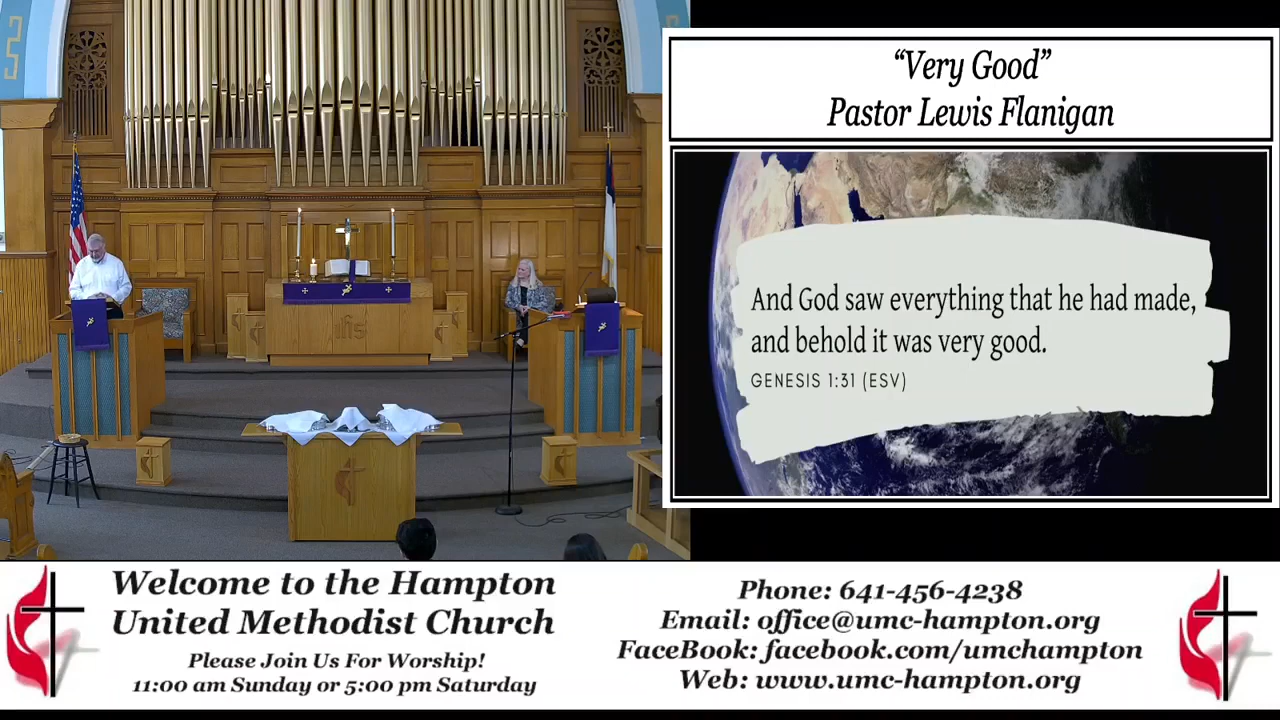 “Very Good”
Pastor Lewis Flanigan
And God saw everything that he had made,
and behold it was very good.
GENESIS 1:31 (ESV)
ihs
Welcome to the Hampton
United Methodist Church
Please Join Us For Worship!
11:00 am Sunday or 5:00 pm Saturday
Phone: 641-456-4238
Email: office@umc-hampton.org
FaceBook: facebook.com/umchampton
Web: www.umc-hampton.org